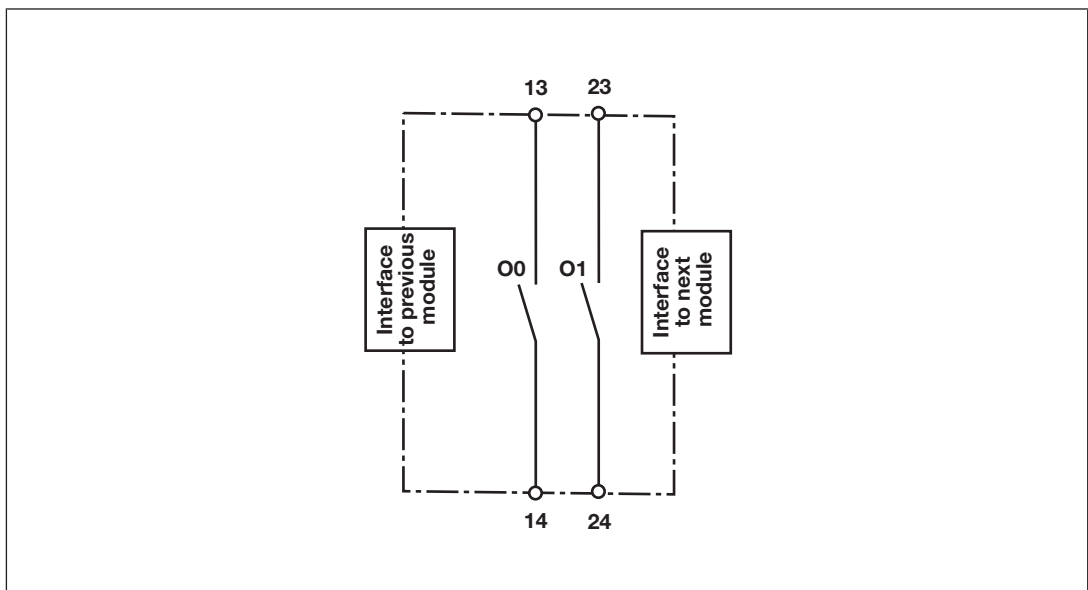 13 23
Interface
to previous
module
O0 O1
Interface
to next
module
14 24